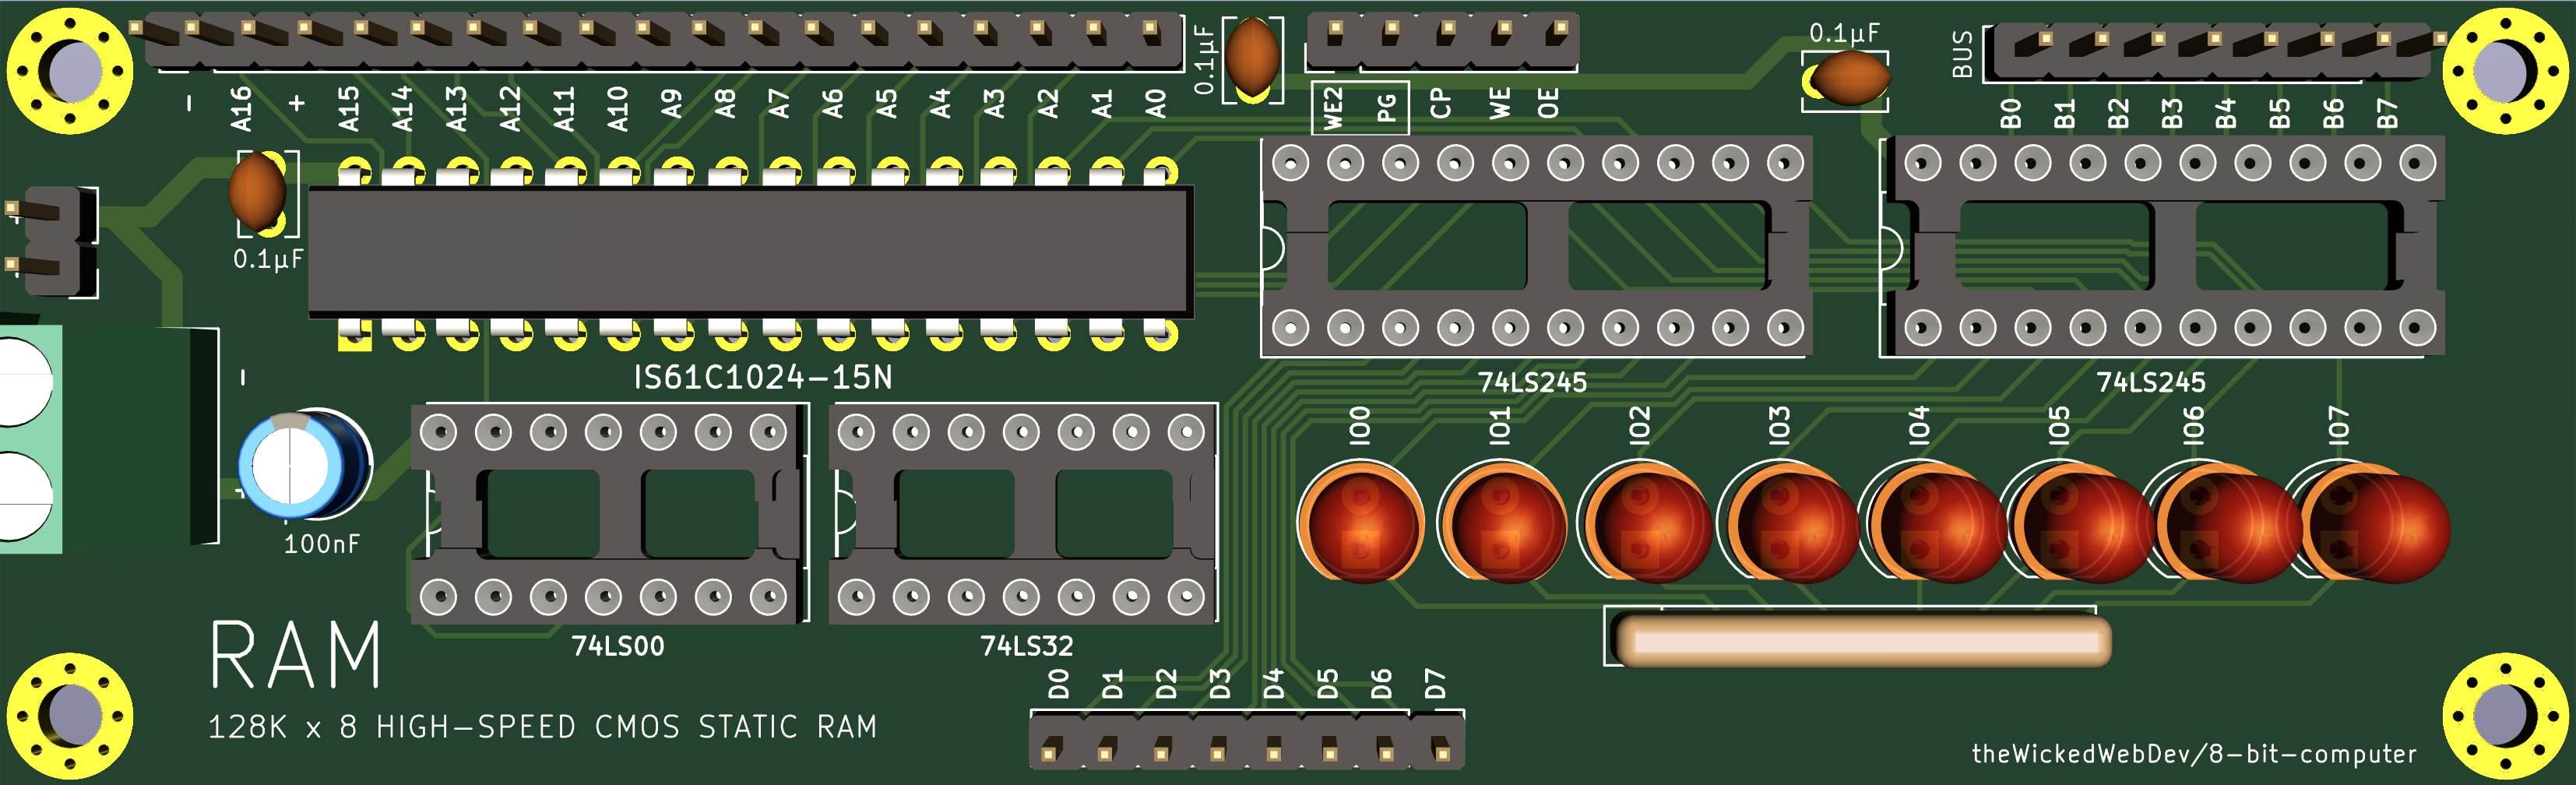 0.1µF
0.1µF
BUS
- A16 + A15 A14 A13 A12 A11 A10 A9 A8 A7 A6 A5 A4 A3 A2 A1 A0
WE2 PG CP WE OE
B0 B1 B2 B3 B4 B5 B6 B7
0.1µF
IS61C1024-15N
74LS245
74LS245
-
+
100nF
IO0 IO1 IO2 IO3 IO4 IO5 IO6 IO7
74LS00
74LS32
RAM
128K x 8 HIGH-SPEED CMOS STATIC RAM
D0 D1 D2 D3 D4 D5 D6 D7
theWickedWebDev/8-bit-computer